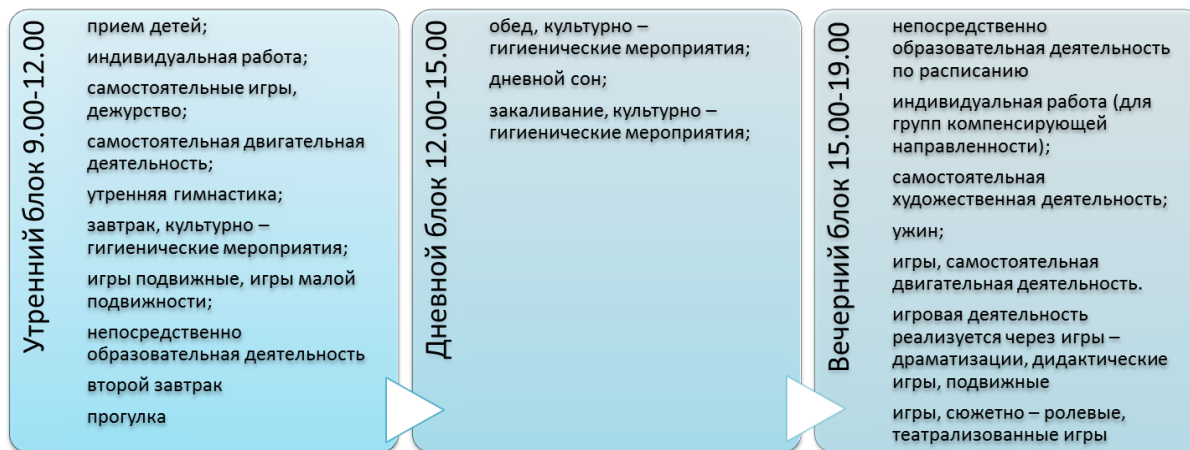 Утренний блок 9.00-12.00
прием детей;
индивидуальная работа;
самостоятельные игры,
дежурство;
самостоятельная двигательная
деятельность;
утренняя гимнастика;
завтрак, культурно –
гигиенические мероприятия;
игры подвижные, игры малой
подвижности;
непосредственно
образовательная деятельность
второй завтрак
прогулка
Дневной блок 12.00-15.00
обед, культурно –
гигиенические мероприятия;
дневной сон;
закаливание, культурно –
гигиенические мероприятия;
Вечерний блок 15.00-19.00
непосредственно
образовательная деятельность
по расписанию
индивидуальная работа (для
групп компенсирующей
направленности);
самостоятельная
художественная деятельность;
ужин;
игры, самостоятельная
двигательная деятельность.
игровая деятельность
реализуется через игры –
драматизации, дидактические
игры, подвижные
игры, сюжетно – ролевые,
театрализованные игры